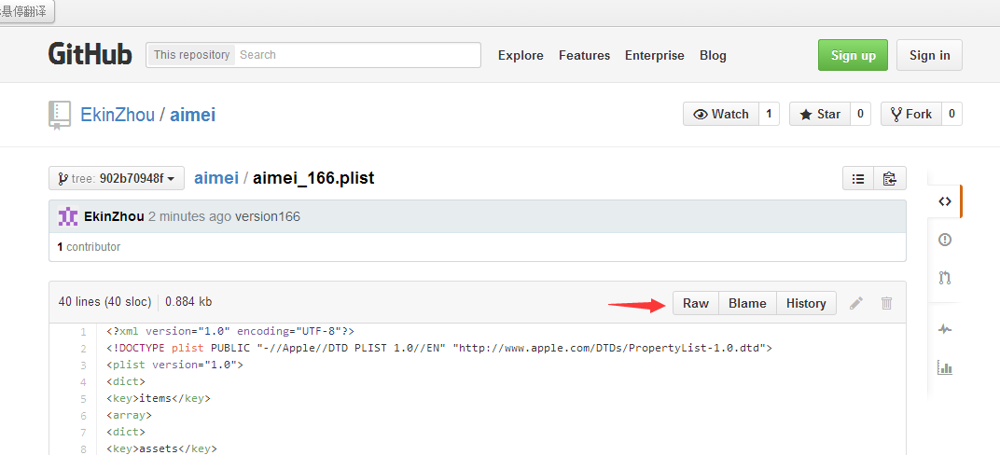 悬停翻译
GitHub This repository Search Explore Features Enterprise Blog Sign up Sign in
EkinZhou / aimei Watch 1 Star 0 Fork 0
tree: 902b70948f aimei / aimei_166.plist
EkinZhou 2 minutes ago version166
1 contributor
40 lines (40 sloc) 0.884 kb Raw Blame History
1 <?xml version="1.0" encoding="UTF-8"?>
2 <!DOCTYPE plist PUBLIC "-//Apple//DTD PLIST 1.0//EN" "http://www.apple.com/DTDs/PropertyList-1.0.dtd">
3 <plist version="1.0">
4 <dict>
5 <key>items</key>
6 <array>
7 <dict>
8 <key>assets</key>